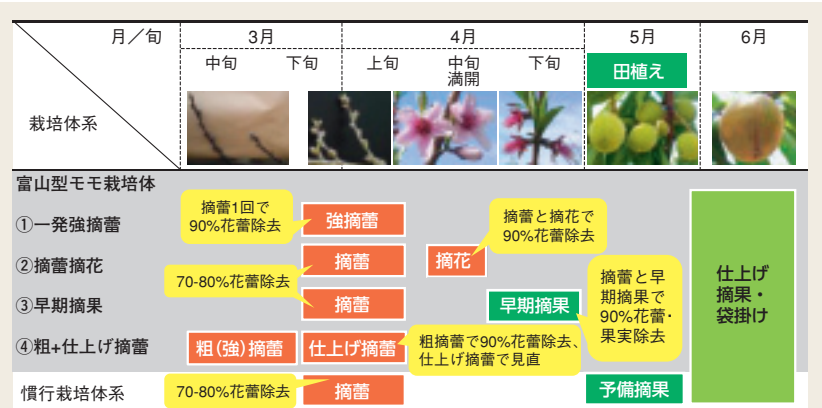 月／旬
3月
4月
5月
6月
中旬
下旬
上旬
中旬
満開
下旬
田植え
栽培体系
富山型モモ栽培体
①一発強摘蕾
摘蕾1回で
90%花蕾除去
強摘蕾
摘蕾と摘花で
90%花蕾除去
②摘蕾摘花
70-80%花蕾除去
摘蕾
摘花
③早期摘果
摘蕾
早期摘果
摘蕾と早
期摘果で
90%花蕾・
果実除去
④粗+仕上げ摘蕾
粗(強)摘蕾
仕上げ摘蕾
粗摘蕾で90%花蕾除去、
仕上げ摘蕾で見直
仕上げ
摘果・
袋掛け
慣行栽培体系
70-80%花蕾除去
摘蕾
予備摘果